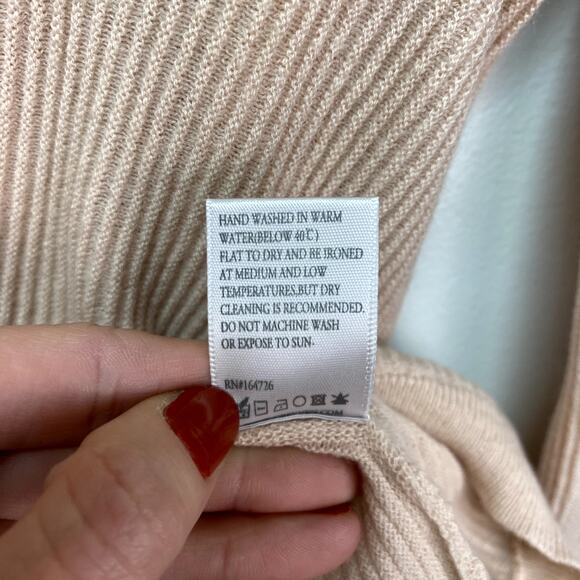 HAND WASHED IN WARM
WATER(BELOW 40℃)
FLAT TO DRY AND BE IRONED
AT MEDIUM AND LOW
TEMPERATURES,BUT DRY
CLEANING IS RECOMMENDED.
DO NOT MACHINE WASH
OR EXPOSE TO SUN.
RN#164726